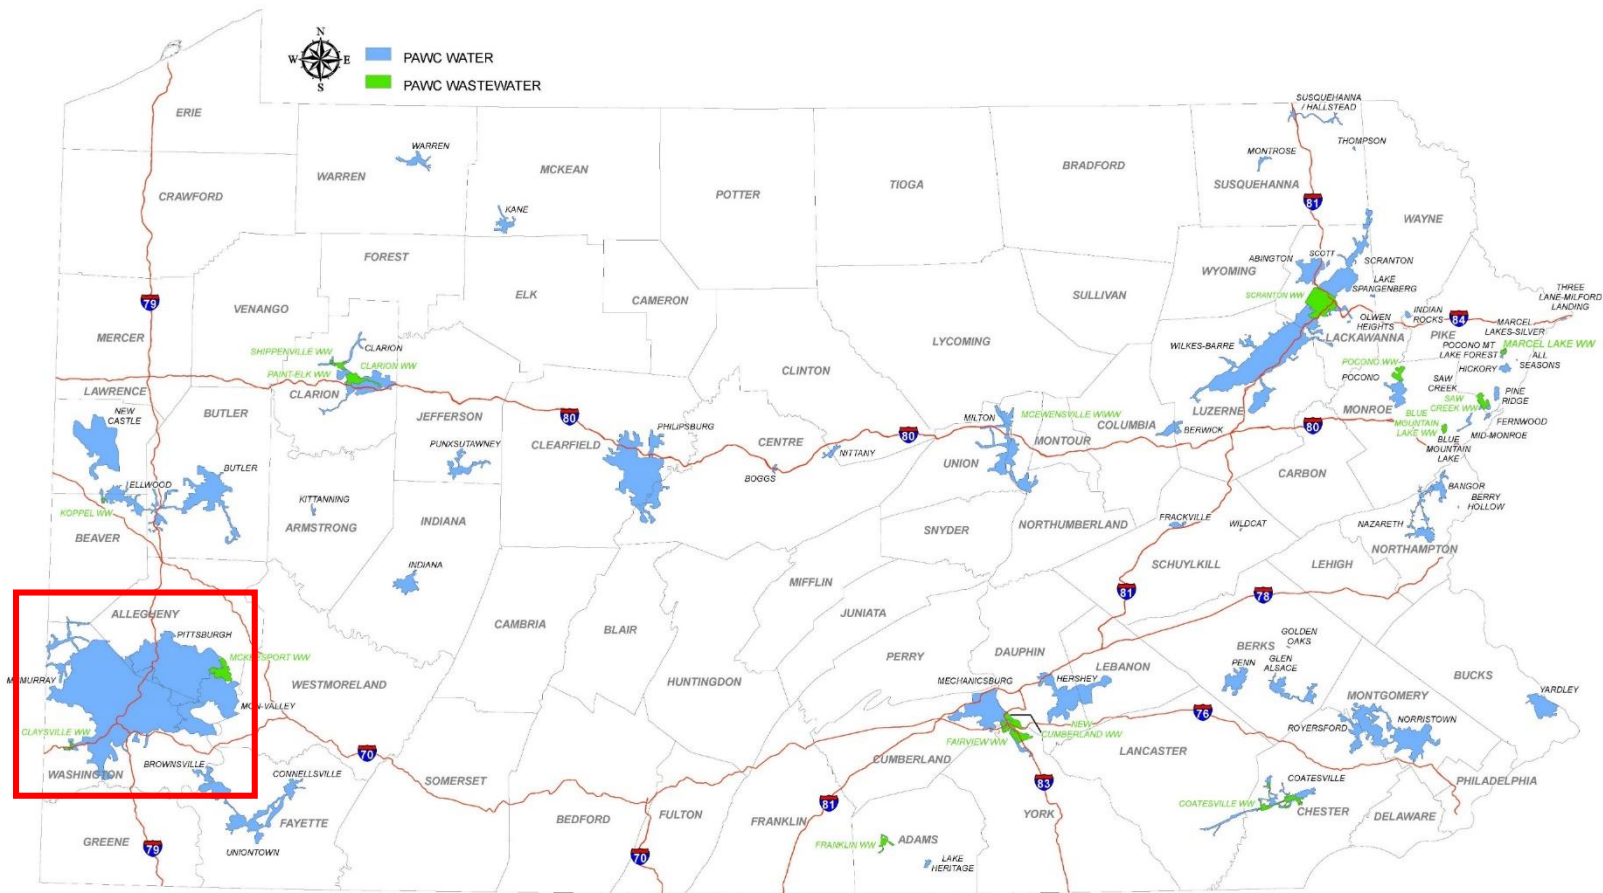 N
W
E
S
PAWC WATER
PAWC WASTEWATER
ERIE
CRAWFORD
WARREN
WARREN
MCKEAN
KANE
POTTER
TIOGA
BRADFORD
SUSQUEHANNA
/ HALLSTEAD
THOMPSON
MONTROSE
SUSQUEHANNA
81
WAYNE
FOREST
VENANGO
ELK
CAMERON
SULLIVAN
WYOMING
ABINGTON
SCOTT
SCRANTON
LAKE
SPANGENBERG
SCRANTON WW
79
MERCER
SHIPPENVILLE WW
CLARION
CLARION WW
PAINT-ELK WW
CLARION
LYCOMING
CLINTON
WILKES-BARRE
OLWEN
HEIGHTS
LACKAWANNA
INDIAN
ROCKS
84
THREE
LANE-MILFORD
LANDING
PIKE
MARCEL
LAKES-SILVER
MARCEL LAKE WW
POCONO MT
LAKE FOREST
ALL
SEASONS
HICKORY
POCONO WW
POCONO
SAW
CREEK
SAW
CREEK WW
PINE
RIDGE
FERNWOOD
MID-MONROE
MONROE
BLUE
MOUNTAIN
LAKE WW
BLUE
MOUNTAIN
LAKE
LAWRENCE
NEW
CASTLE
BUTLER
BUTLER
JEFFERSON
PUNXSUTAWNEY
80
CLEARFIELD
PHILIPSBURG
CENTRE
BOGGS
NITTANY
80
MILTON
MCEWENSVILLE WWW
MONTOUR
COLUMBIA
UNION
BERWICK
LUZERNE
80
CARBON
ELLWOOD
KOPPEL WW
BEAVER
KITTANNING
ARMSTRONG
INDIANA
INDIANA
SNYDER
NORTHUMBERLAND
FRACKVILLE
WILDCAT
BANGOR
BERRY
HOLLOW
NAZARETH
NORTHAMPTON
LEHIGH
SCHUYLKILL
81
78
MIFFLIN
JUNIATA
CAMBRIA
BLAIR
HUNTINGDON
PERRY
DAUPHIN
LEBANON
BERKS
GOLDEN
OAKS
PENN
GLEN
ALSACE
BUCKS
YARDLEY
MONTGOMERY
NORRISTOWN
ROYERSFORD
ALLEGHENY
PITTSBURGH
MCKEESPORT WW
MCMURRAY
MON-VALLEY
WESTMORELAND
CLAYSVILLE WW
WASHINGTON
BROWNSVILLE
CONNELLSVILLE
UNIONTOWN
FAYETTE
GREENE
79
70
SOMERSET
BEDFORD
70
FULTON
FRANKLIN
81
MECHANICSBURG
HERSHEY
NEW
CUMBERLAND WW
FAIRVIEW WW
CUMBERLAND
83
YORK
76
LANCASTER
FRANKLIN WW
ADAMS
LAKE
HERITAGE
COATESVILLE
COATESVILLE WW
CHESTER
DELAWARE
PHILADELPHIA